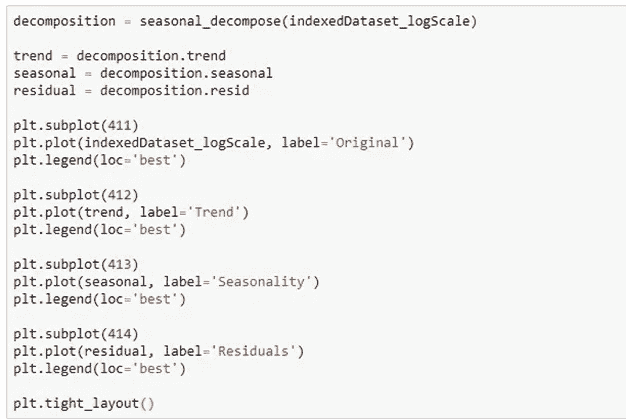 decomposition = seasonal_decompose(indexedDataset_logScale)
trend = decomposition.trend
seasonal = decomposition.seasonal
residual = decomposition.resid
plt.subplot(411)
plt.plot(indexedDataset_logScale, label='Original')
plt.legend(loc='best')
plt.subplot(412)
plt.plot(trend, label='Trend')
plt.legend(loc='best')
plt.subplot(413)
plt.plot(seasonal, label='Seasonality')
plt.legend(loc='best')
plt.subplot(414)
plt.plot(residual, label='Residuals')
plt.legend(loc='best')
plt.tight_layout()